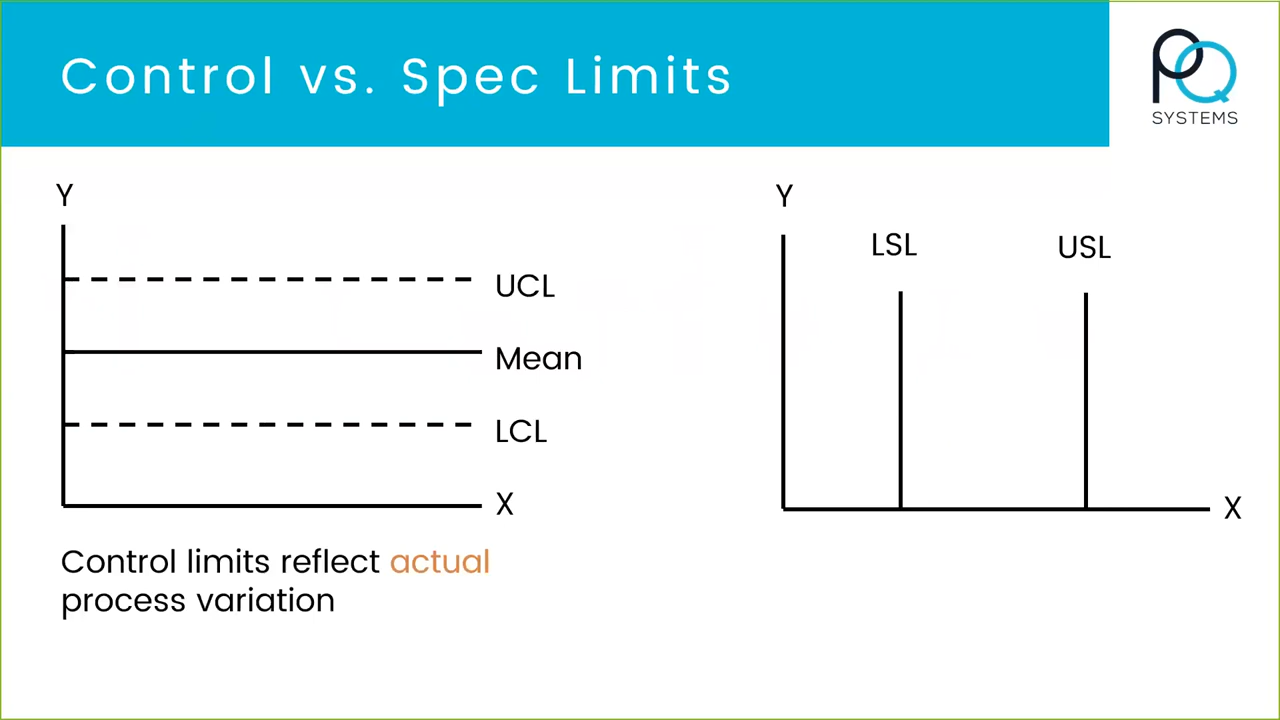 Control vs. Spec Limits
PQ
SYSTEMS
Y
UCL
Mean
LCL
X
Control limits reflect actual
process variation
Y
LSL
USL
X